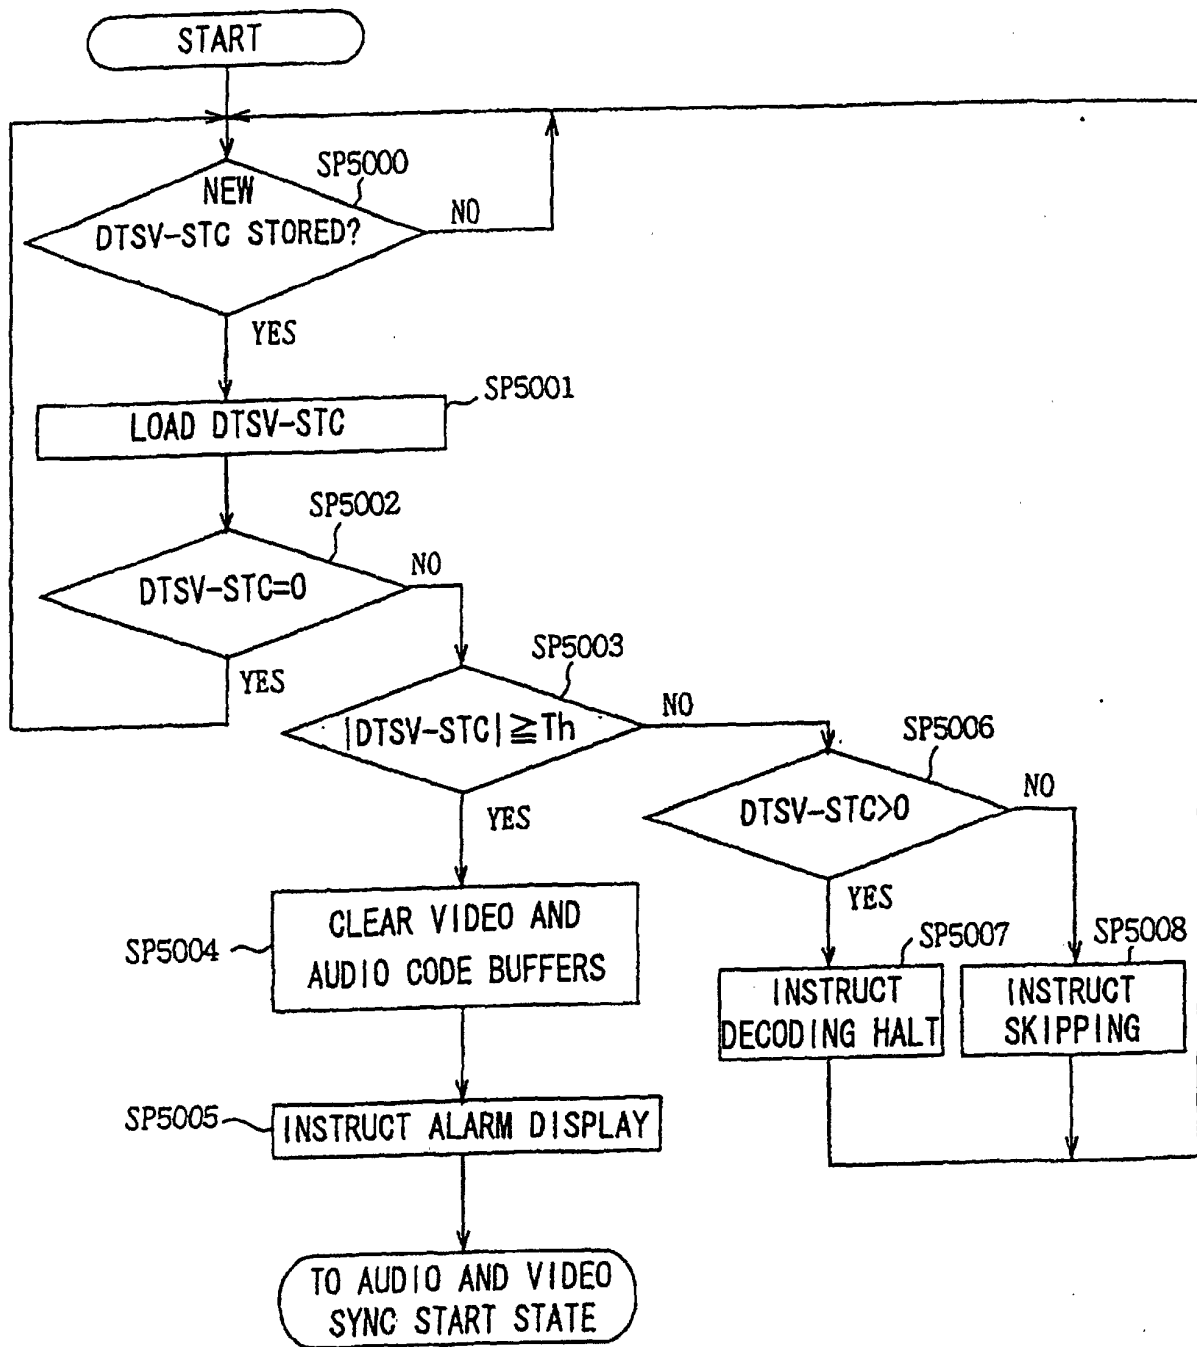 START
SP5000
NEW
DTSV-STC STORED?
NO
YES
SP5001
LOAD DTSV-STC
SP5002
DTSV-STC=0
NO
YES
SP5003
|DTSV-STC|≧Th
NO
YES
SP5006
DTSV-STC>0
NO
YES
SP5004
CLEAR VIDEO AND
AUDIO CODE BUFFERS
SP5007
INSTRUCT
DECODING HALT
SP5008
INSTRUCT
SKIPPING
SP5005
INSTRUCT ALARM DISPLAY
TO AUDIO AND VIDEO
SYNC START STATE